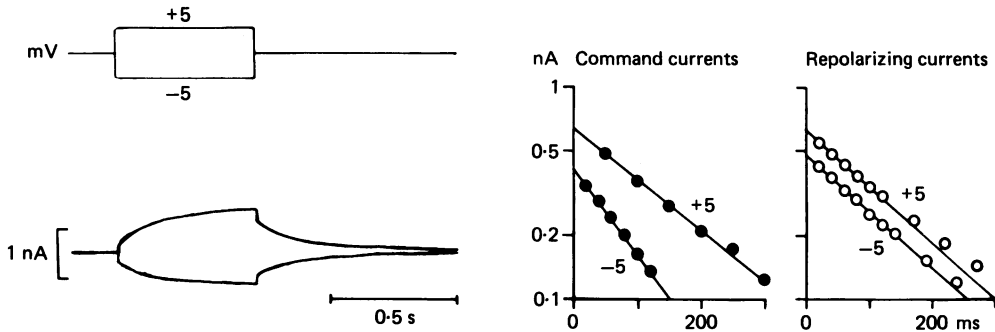 +5
mV
−5
1 nA
0·5 s
nA Command currents
1
0·5
0·2
0·1
+5
−5
0
200
Repolarizing currents
+5
−5
0
200 ms